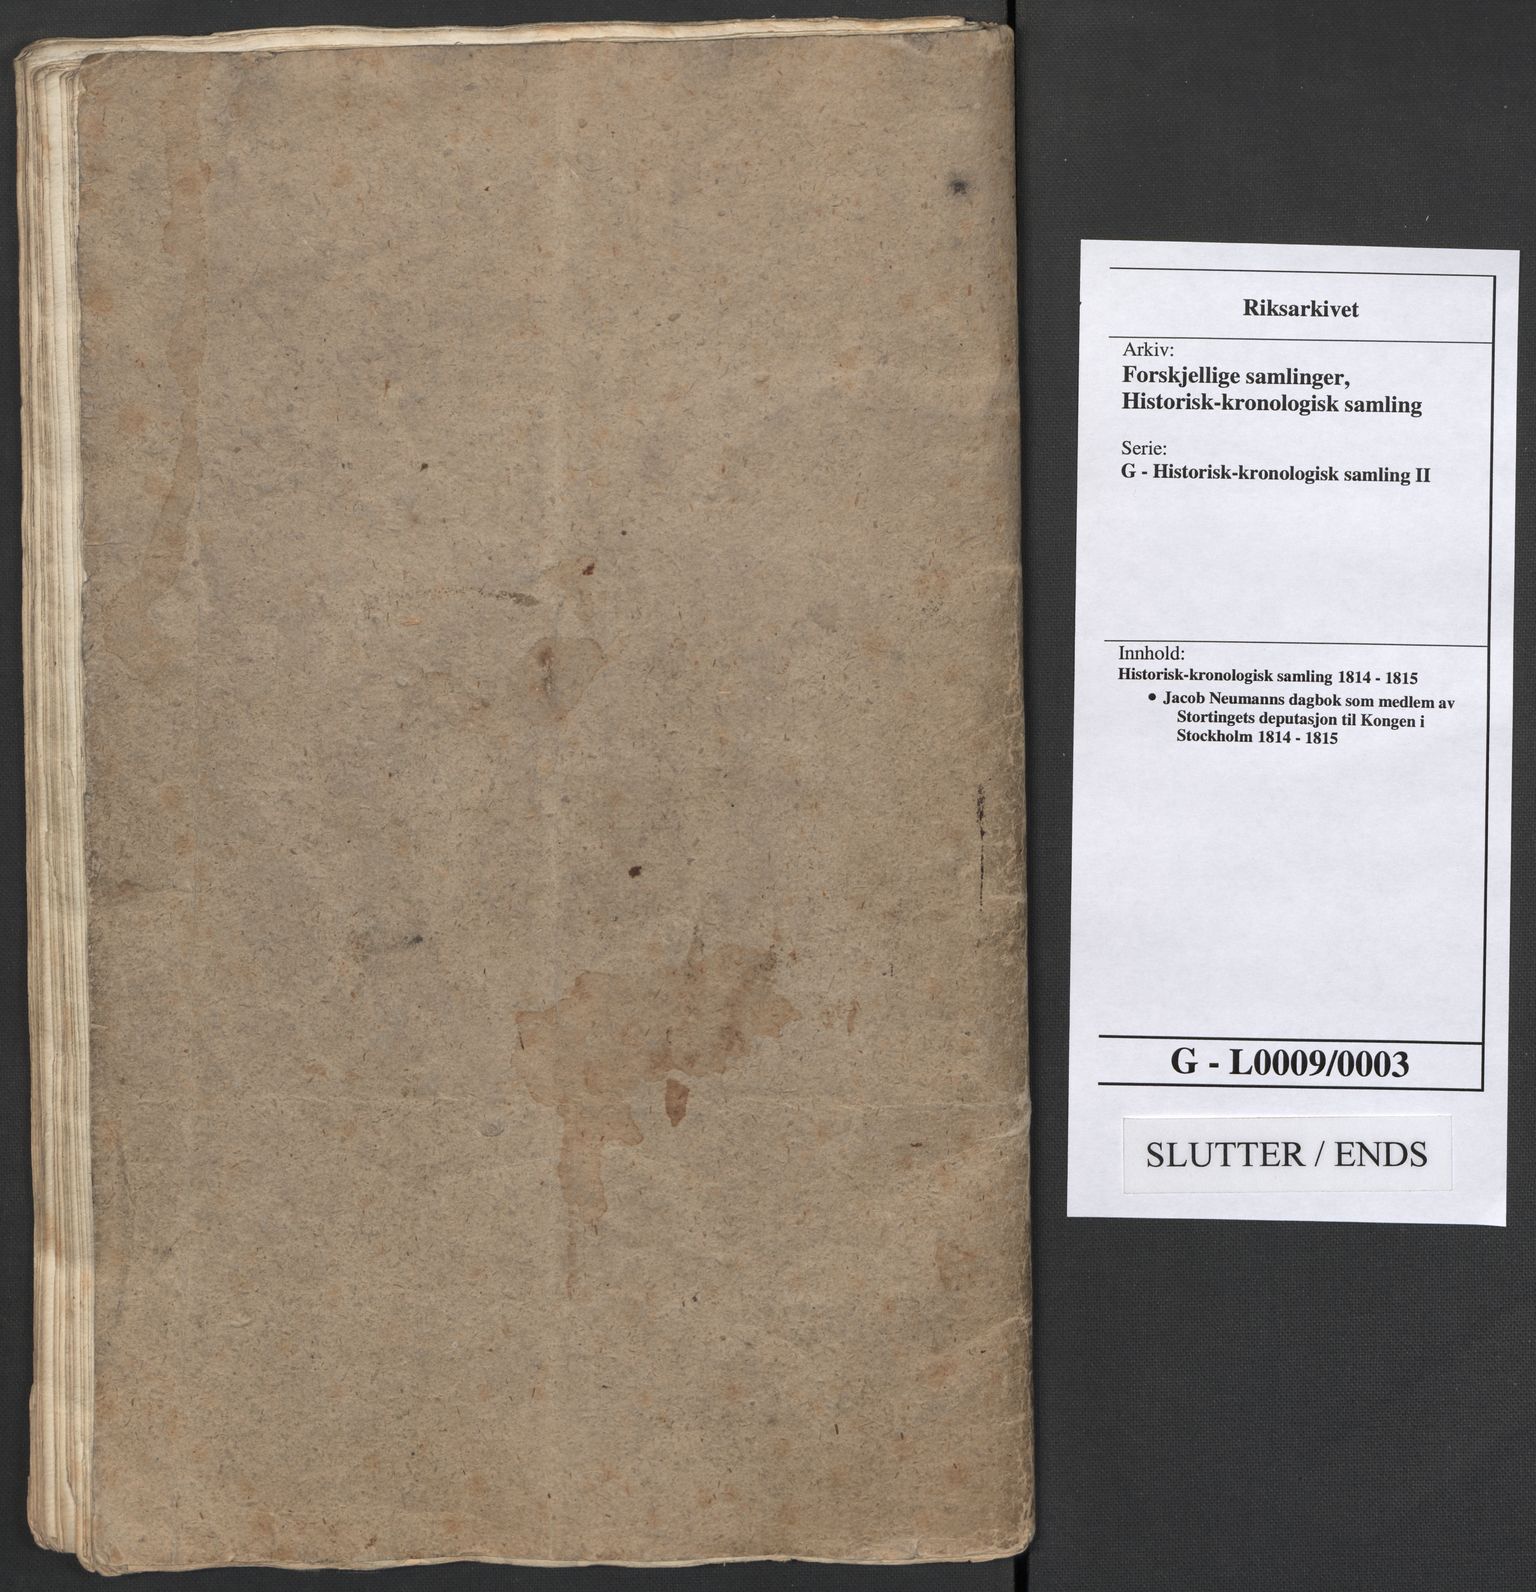 Riksarkivet
Arkiv:
Forskjellige samlinger,
Historisk-kronologisk samling
Serie:
G - Historisk-kronologisk samling II
Innhold:
Historisk-kronologisk samling 1814 - 1815
• Jacob Neumanns dagbok som medlem av
Stortingets deputasjon til Kongen i
Stockholm 1814 - 1815
G - L0009/0003
SLUTTER / ENDS